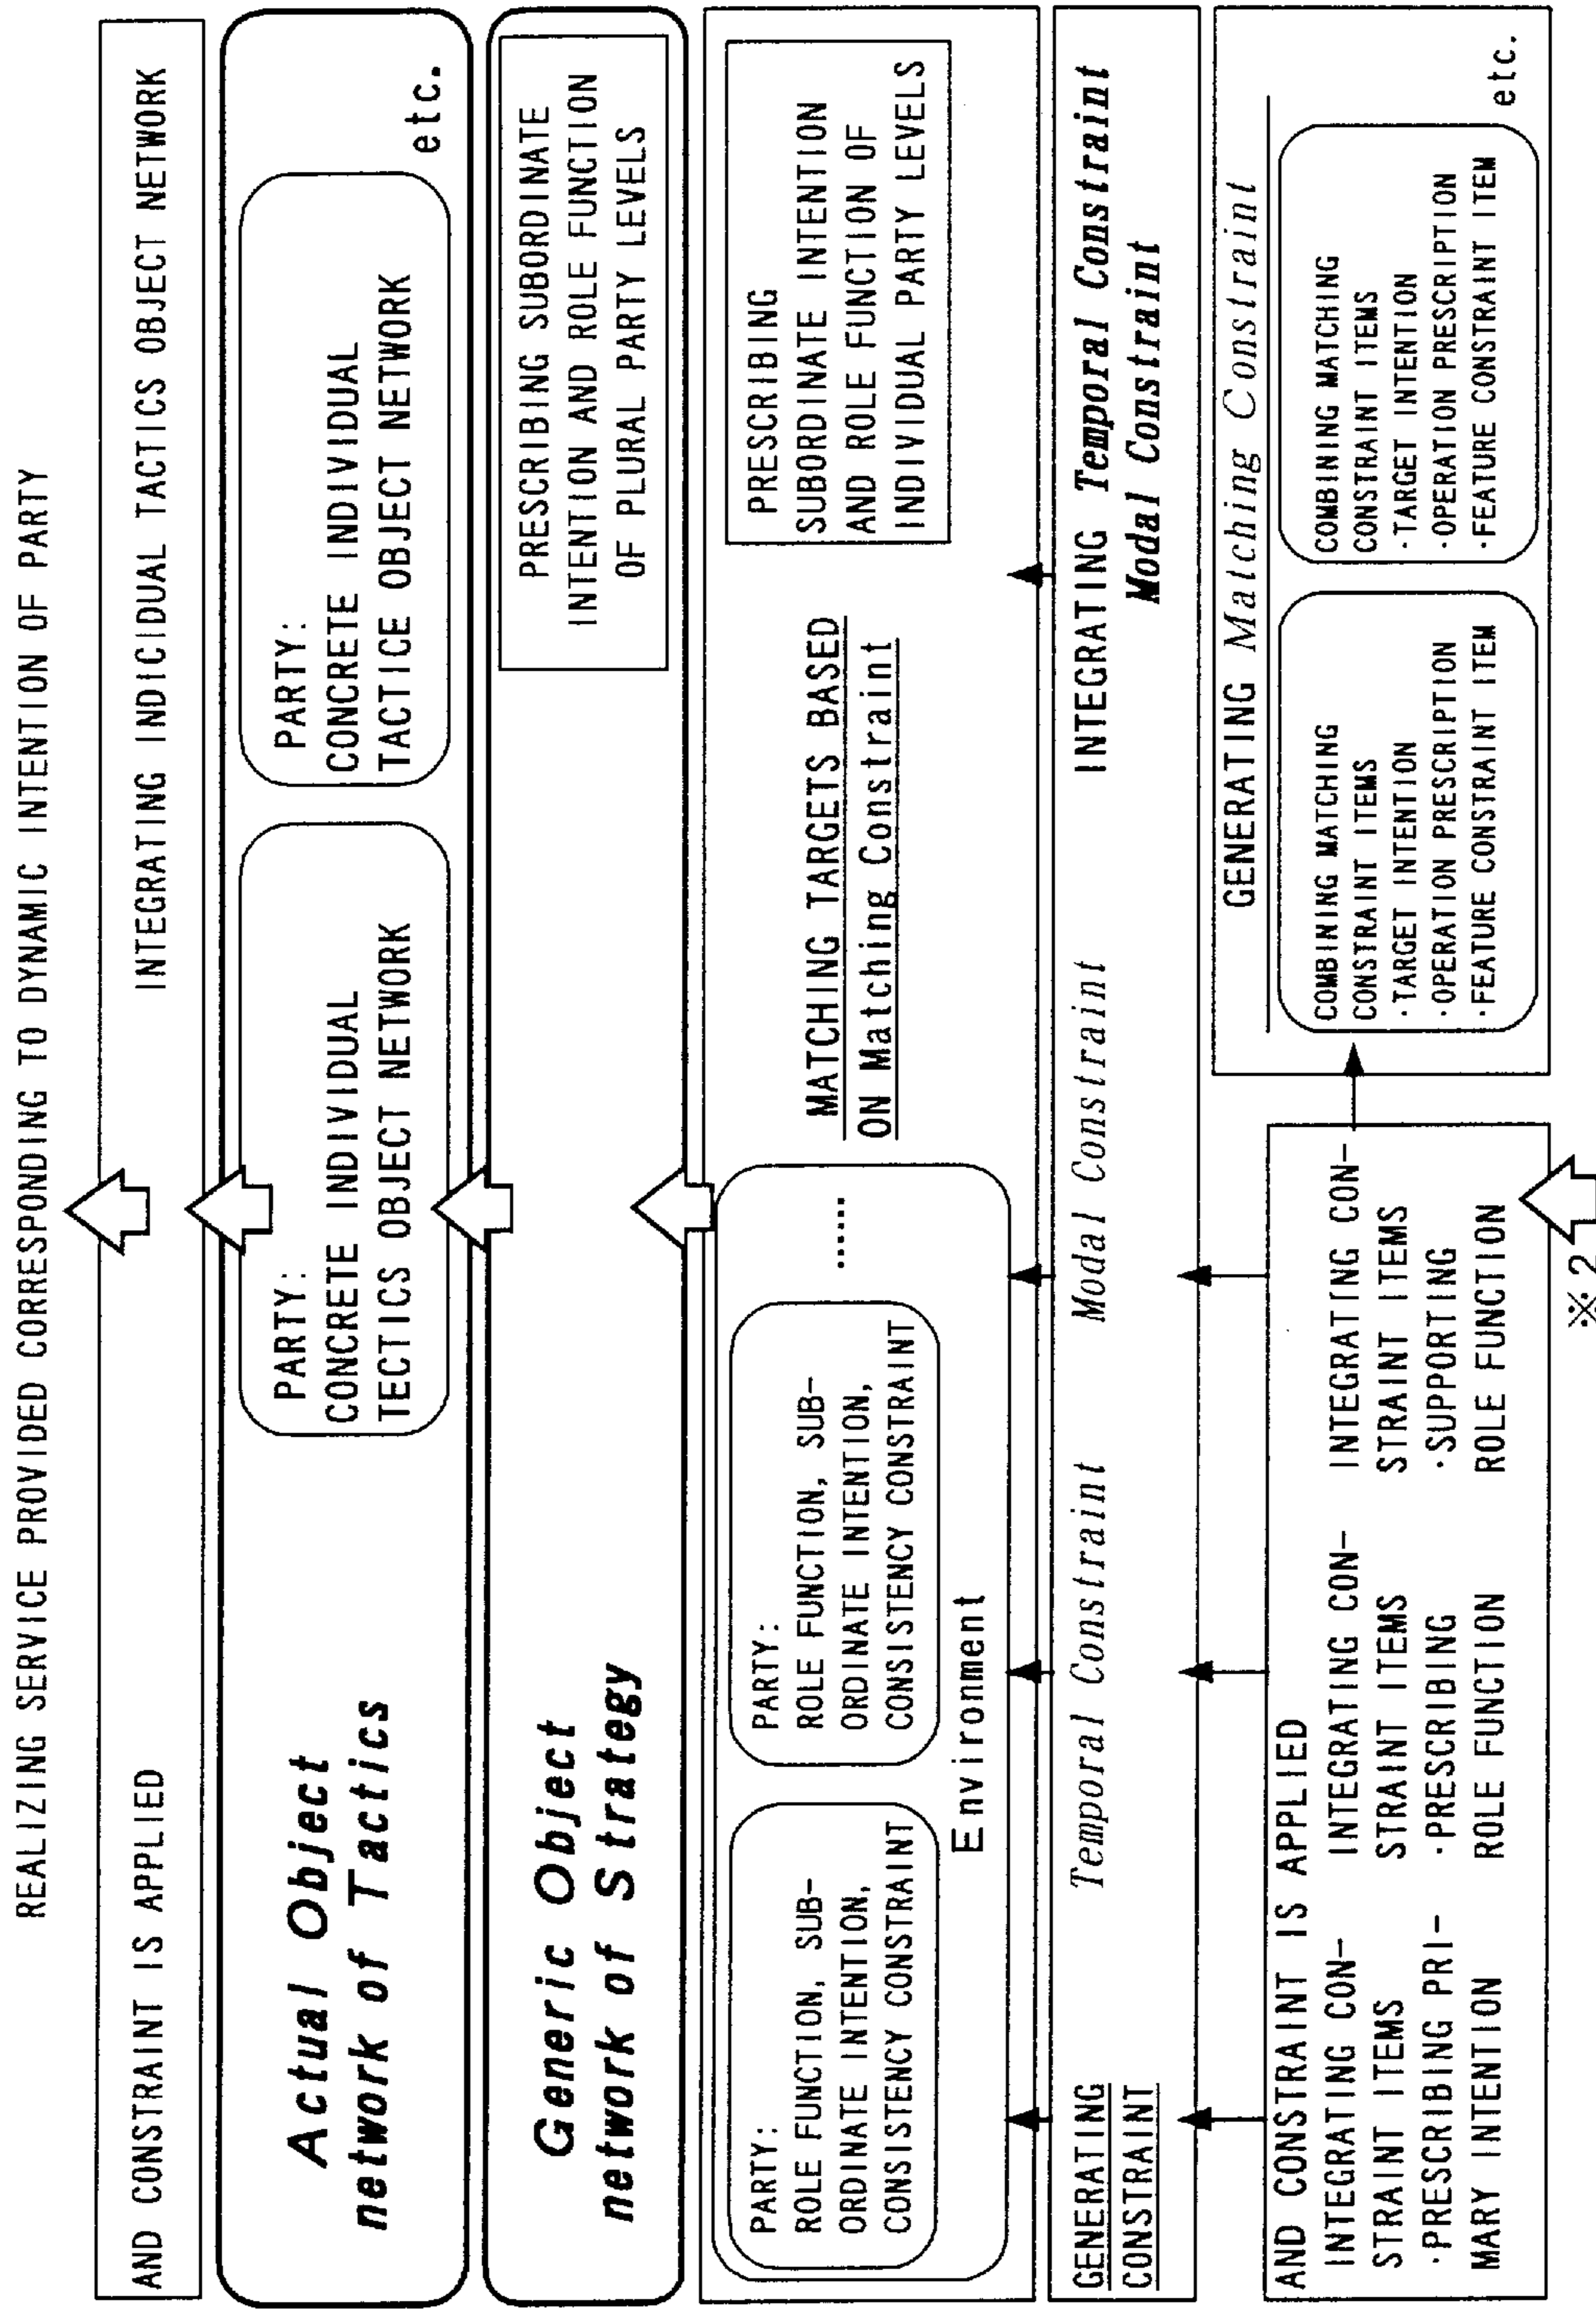 REALIZING SERVICE PROVIDED CORRESPONDING TO DYNAMIC INTENTION OF PARTY
AND CONSTRAINT IS APPLIED
INTEGRATING INDICIDUAL TACTICS OBJECT NETWORK
Actual Object
network of Tactics
PARTY:
CONCRETE INDIVIDUAL
TECTICS OBJECT NETWORK
PARTY:
CONCRETE INDIVIDUAL
TACTICE OBJECT NETWORK
etc.
Generic Object
network of Strategy
PRESCRIBING SUBORDINATE
INTENTION AND ROLE FUNCTION
OF PLURAL PARTY LEVELS
PARTY:
ROLE FUNCTION, SUB-
ORDINATE INTENTION,
CONSISTENCY CONSTRAINT
PARTY:
ROLE FUNCTION, SUB-
ORDINATE INTENTION,
CONSISTENCY CONSTRAINT
......
Environment
MATCHING TARGETS BASED
ON Matching Constraint
PRESCRIBING
SUBORDINATE INTENTION
AND ROLE FUNCTION OF
INDIVIDUAL PARTY LEVELS
GENERATING
CONSTRAINT
Temporal Constraint
Modal Constraint
INTEGRATING Temporal Constraint
Modal Constraint
AND CONSTRAINT IS APPLIED
INTEGRATING CON-
STRAINT ITEMS
·PRESCRIBING PRI-
MARY INTENTION
INTEGRATING CON-
STRAINT ITEMS
·PRESCRIBING
ROLE FUNCTION
INTEGRATING CON-
STRAINT ITEMS
·SUPPORTING
ROLE FUNCTION
GENERATING Matching Constraint
COMBINING MATCHING
CONSTRAINT ITEMS
·TARGET INTENTION
·OPERATION PRESCRIPTION
·FEATURE CONSTRAINT ITEM
COMBINING MATCHING
CONSTRAINT ITEMS
·TARGET INTENTION
·OPERATION PRESCRIPTION
·FEATURE CONSTRAINT ITEM
etc.
※2